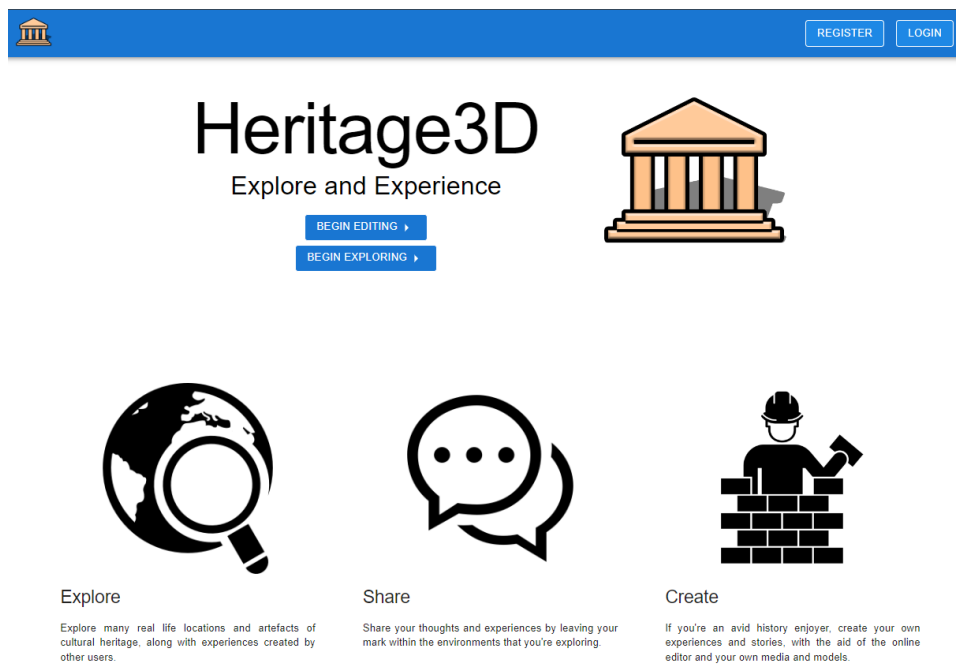 REGISTER LOGIN
Heritage3D
Explore and Experience
BEGIN EDITING
BEGIN EXPLORING
Explore
Explore many real life locations and artefacts of
cultural heritage, along with experiences created by
other users.
Share
Share your thoughts and experiences by leaving your
mark within the environments that you're exploring.
Create
If you're an avid history enjoyer, create your own
experiences and stories, with the aid of the online
editor and your own media and models.